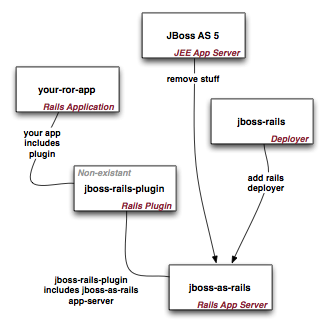 JBoss AS 5
JEE App Server
remove stuff
your-ror-app
Rails Application
your app
includes
plugin
jboss-rails
Deployer
add rails
deployer
Non-existant
jboss-rails-plugin
Rails Plugin
jboss-rails-plugin
includes jboss-as-rails
app-server
jboss-as-rails
Rails App Server